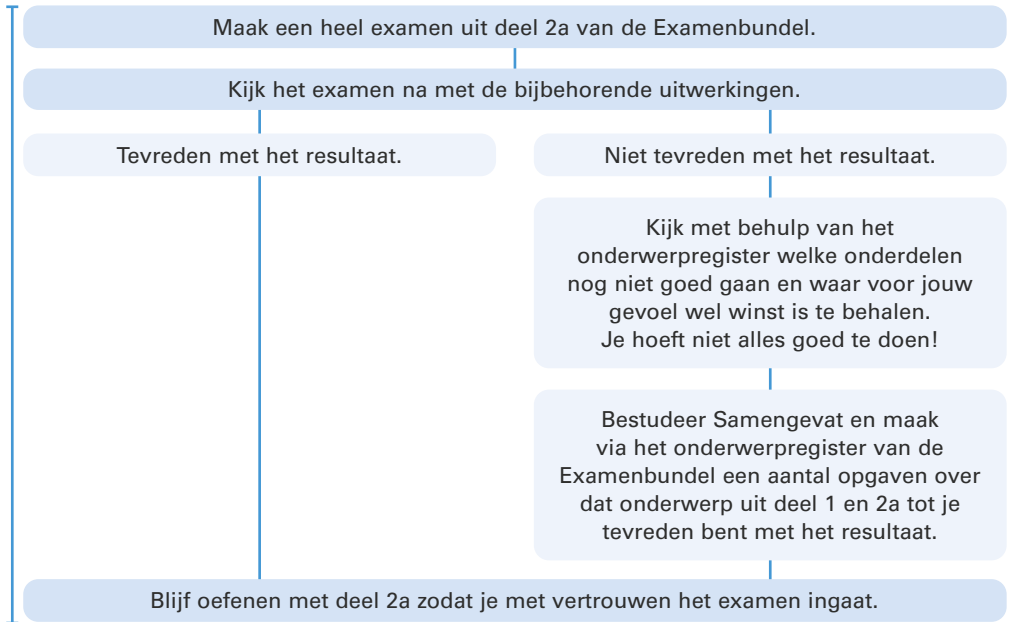 Maak een heel examen uit deel 2a van de Examenbundel.
Kijk het examen na met de bijbehorende uitwerkingen.
Tevreden met het resultaat.
Niet tevreden met het resultaat.
Kijk met behulp van het
onderwerpregister welke onderdelen
nog niet goed gaan en waar voor jouw
gevoel wel winst is te behalen.
Je hoeft niet alles goed te doen!
Bestudeer Samengevat en maak
via het onderwerpregister van de
Examenbundel een aantal opgaven over
dat onderwerp uit deel 1 en 2a tot je
tevreden bent met het resultaat.
Blijf oefenen met deel 2a zodat je met vertrouwen het examen ingaat.